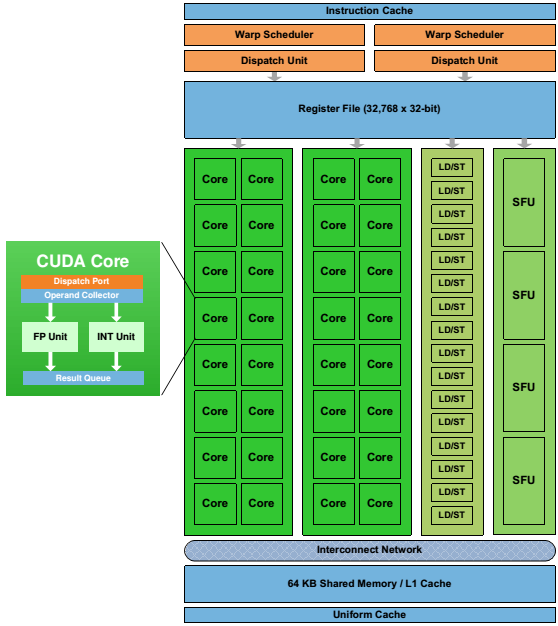 Instruction Cache
Warp Scheduler Warp Scheduler
Dispatch Unit Dispatch Unit
Register File (32,768 x 32-bit)
Core Core Core Core LD/ST LD/ST SFU
Core Core Core Core LD/ST LD/ST
Core Core Core Core LD/ST LD/ST SFU
Core Core Core Core LD/ST LD/ST
Core Core Core Core LD/ST LD/ST SFU
Core Core Core Core LD/ST LD/ST
Core Core Core Core LD/ST LD/ST SFU
Core Core Core Core LD/ST LD/ST
CUDA Core
Dispatch Port
Operand Collector
FP Unit INT Unit
Result Queue
Interconnect Network
64 KB Shared Memory / L1 Cache
Uniform Cache